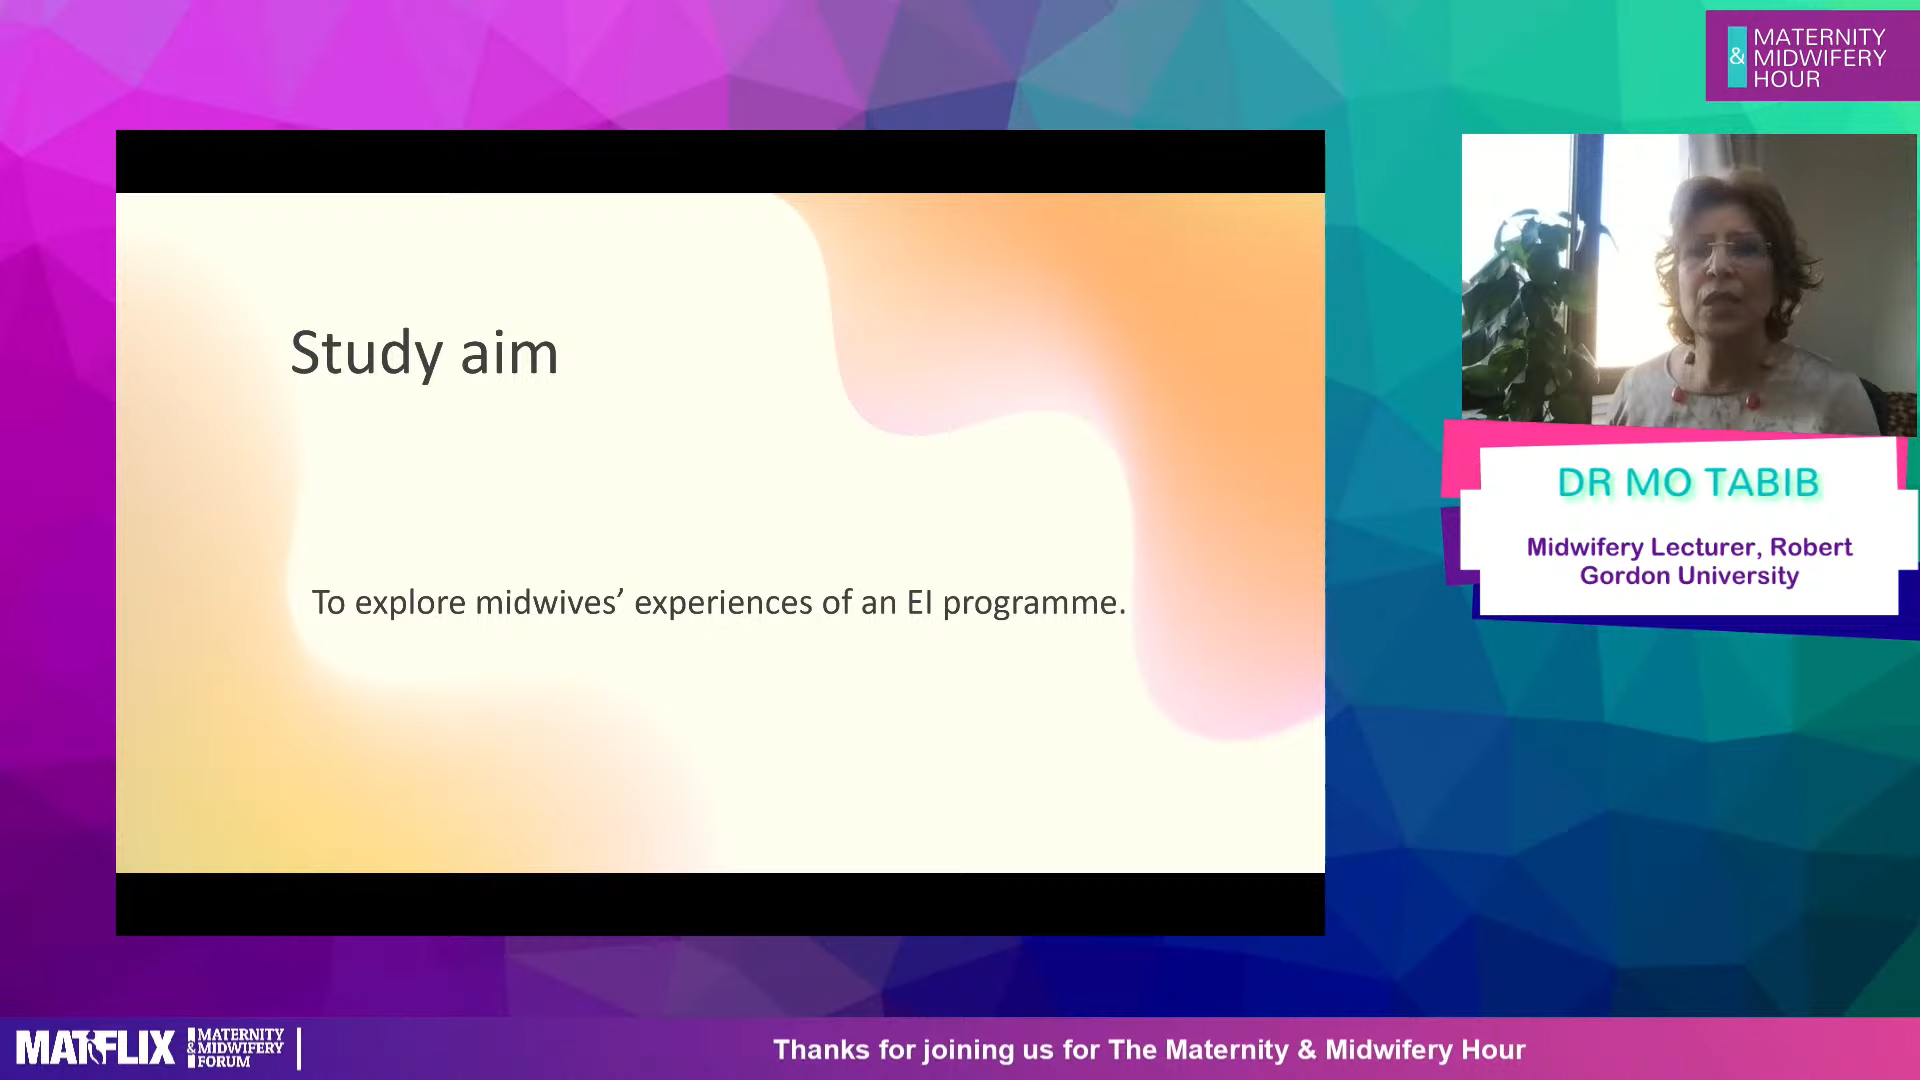 & MATERNITY
MIDWIFERY
HOUR
Study aim
To explore midwives’ experiences of an EI programme.
DR MO TABIB
Midwifery Lecturer, Robert
Gordon University
MATFLIX
MATERNITY
& MIDWIFERY
FORUM
Thanks for joining us for The Maternity & Midwifery Hour